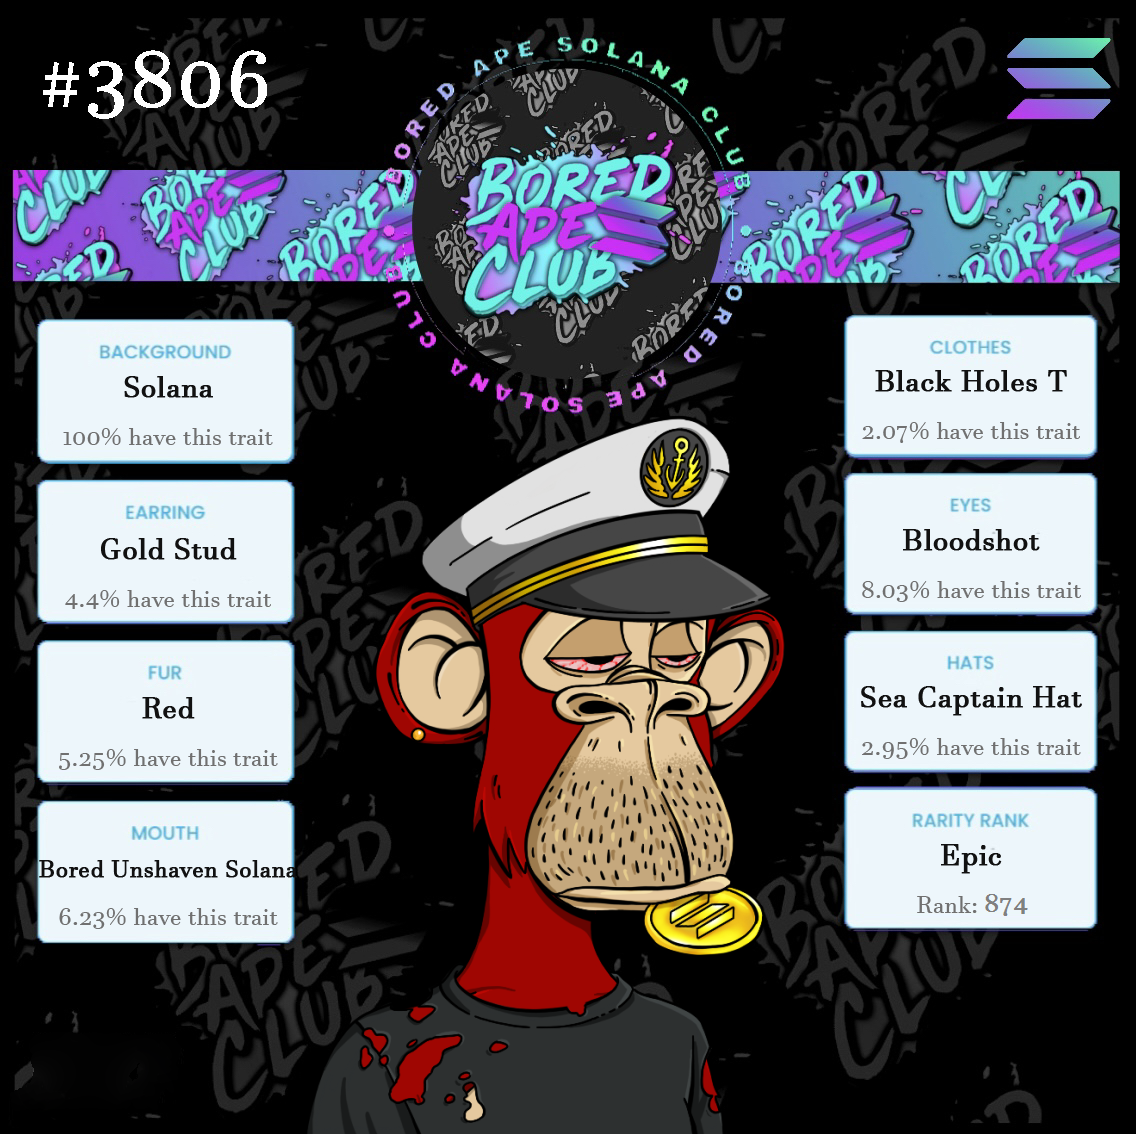 #3806
BORED APE SOLANA CLUB
BORED APE SOLANA CLUB
BORED
APE
CLUB
BACKGROUND
Solana
100% have this trait
EARRING
Gold Stud
4.4% have this trait
FUR
Red
5.25% have this trait
MOUTH
Bored Unshaven Solana
6.23% have this trait
CLOTHES
Black Holes T
2.07% have this trait
EYES
Bloodshot
8.03% have this trait
HATS
Sea Captain Hat
2.95% have this trait
RARITY RANK
Epic
Rank: 874